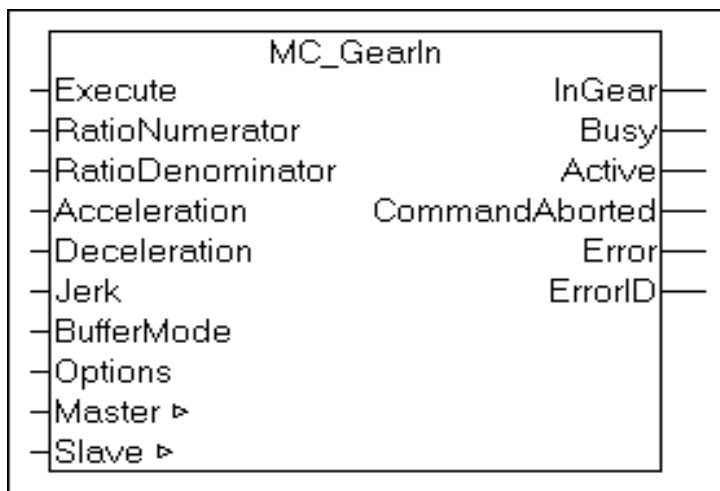 MC_GearIn
Execute InGear
RatioNumerator Busy
RatioDenominator Active
Acceleration CommandAborted
Deceleration Error
Jerk ErrorID
BufferMode
Options
Master
Slave